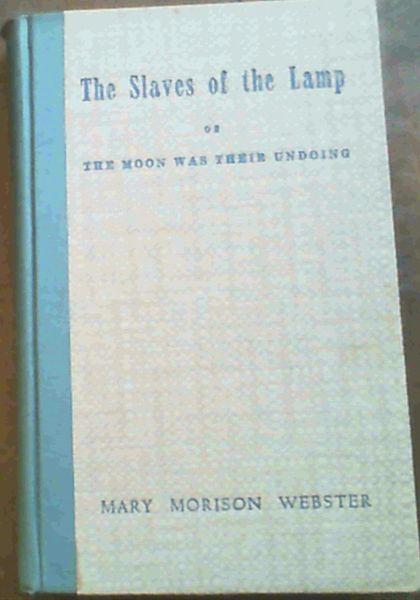 The Slaves of the Lamp
OR
THE MOON WAS THEIR UNDOING
MARY MORISON WEBSTER